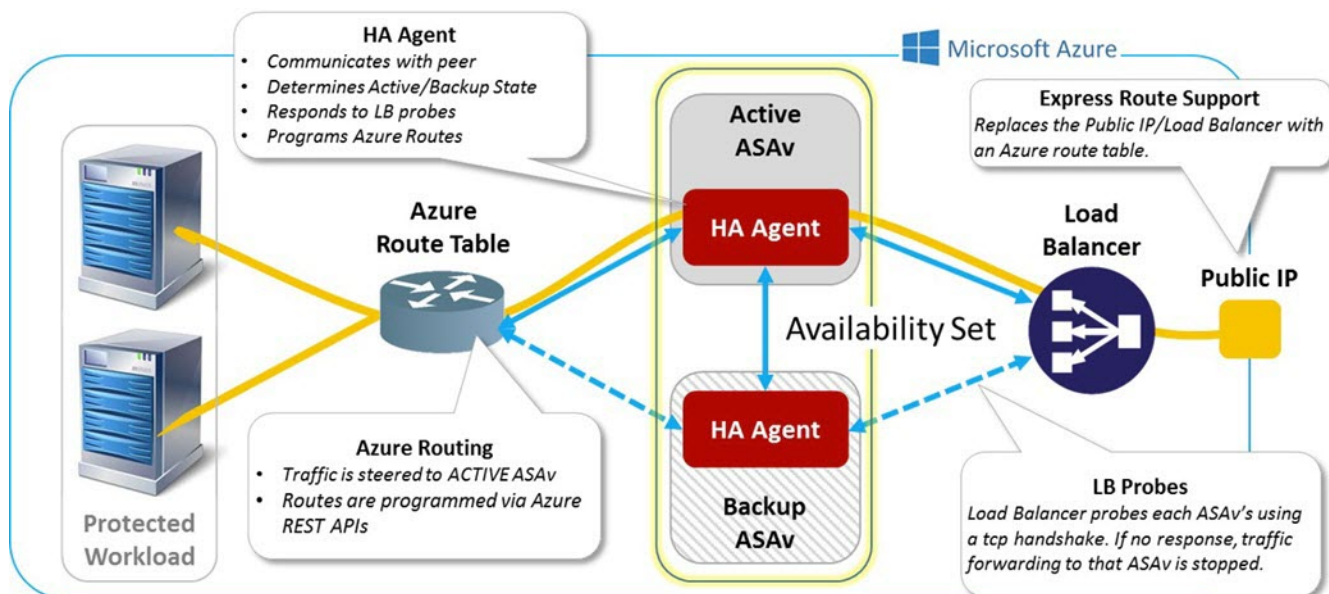 HA Agent
• Communicates with peer
• Determines Active/Backup State
• Responds to LB probes
• Programs Azure Routes
Microsoft Azure
Express Route Support
Replaces the Public IP/Load Balancer with
an Azure route table.
Active
ASAv
HA Agent
Azure
Route Table
Load
Balancer
Public IP
Availability Set
HA Agent
Backup
ASAv
Azure Routing
• Traffic is steered to ACTIVE ASAv
• Routes are programmed via Azure
REST APIs
LB Probes
Load Balancer probes each ASAv's using
a tcp handshake. If no response, traffic
forwarding to that ASAv is stopped.
Protected
Workload